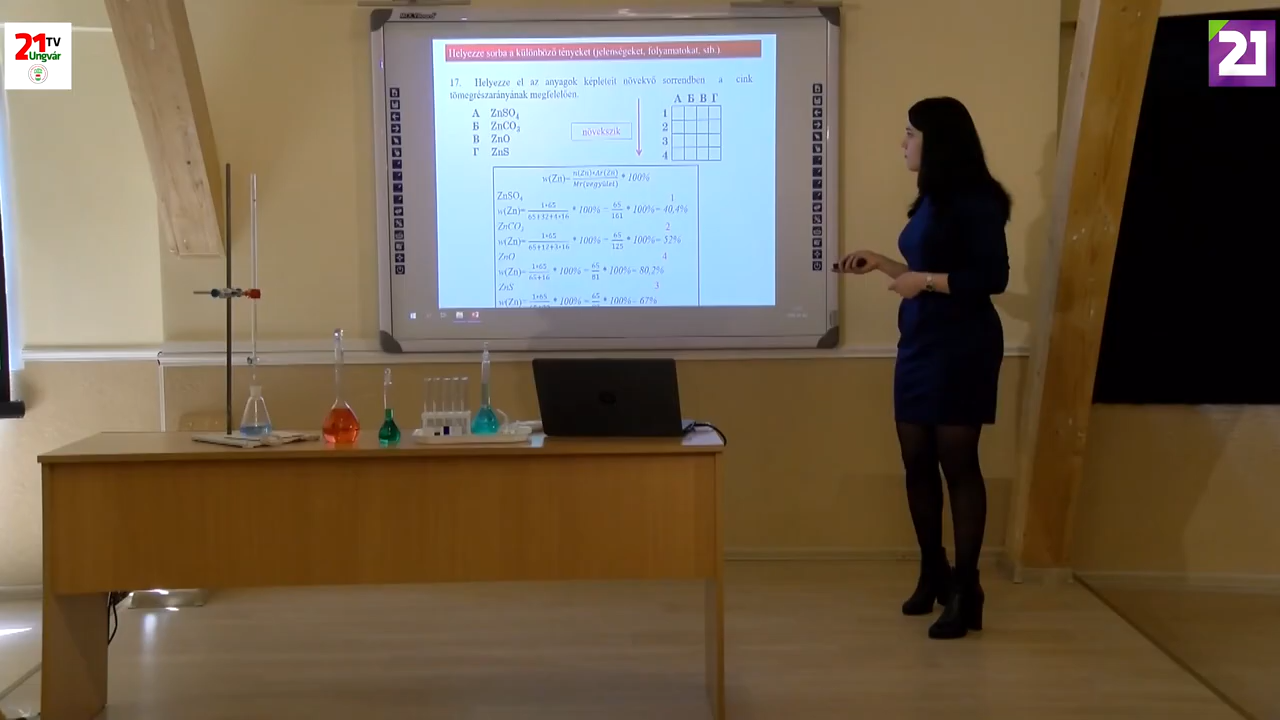 21 TV
Ungvár
21
Helyezze sorba a különböző tényeket (jelenségeket, folyamatokat, stb.)
17. Helyezze el az anyagok képleteit növekvő sorrendben a cink
tömegrészarányának megfelelően.
А ZnSO₄
Б ZnCO₃
В ZnO
Г ZnS
növekszik
А Б В Г
1
2
3
4
w(Zn)= n(Zn)*Ar(Zn) / Mr(vegyület) * 100%
ZnSO₄ 1
w(Zn)= 1*65 / 65+32+4*16 * 100% = 65/161 * 100%= 40,4%
ZnCO₃ 2
w(Zn)= 1*65 / 65+12+3*16 * 100% = 65/125 * 100%= 52%
ZnO 4
w(Zn)= 1*65 / 65+16 * 100% = 65/81 * 100%= 80,2%
ZnS 3
w(Zn)= 1*65 * 100% = 65 * 100%= 67%